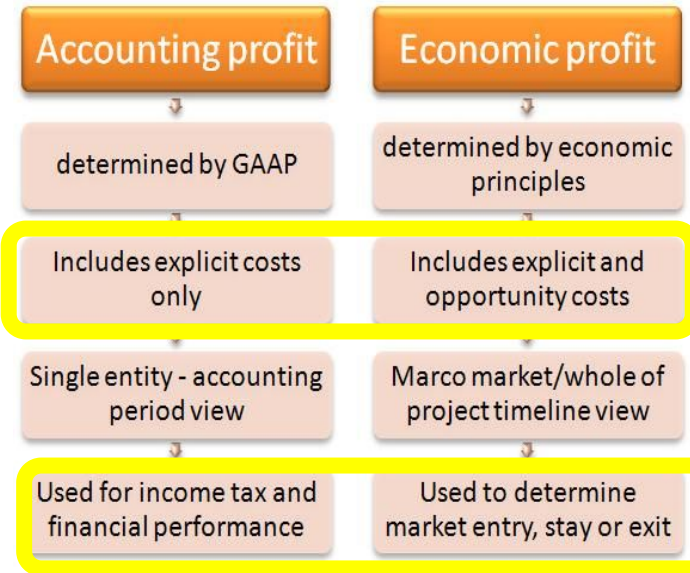 Accounting profit
Economic profit
determined by GAAP
determined by economic
principles
Includes explicit costs
only
Includes explicit and
opportunity costs
Single entity - accounting
period view
Marco market/whole of
project timeline view
Used for income tax and
financial performance
Used to determine
market entry, stay or exit